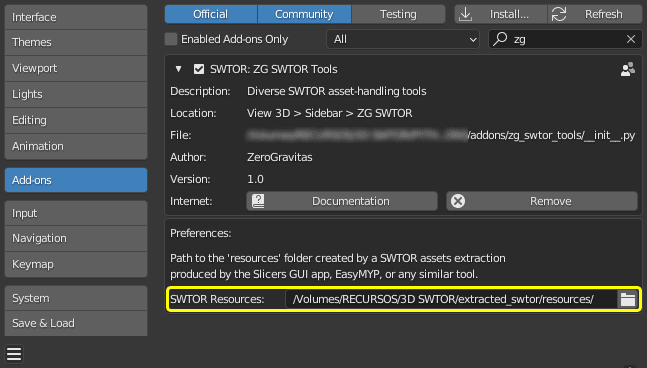 Interface
Themes
Viewport
Lights
Editing
Animation
Add-ons
Input
Navigation
Keymap
System
Save & Load
Official Community Testing Install... Refresh
Enabled Add-ons Only All zg
SWTOR: ZG SWTOR Tools
Description: Diverse SWTOR asset-handling tools
Location: View 3D > Sidebar > ZG SWTOR
File: /addons/zg_swtor_tools/__init__.py
Author: ZeroGravitas
Version: 1.0
Internet: Documentation Remove
Preferences:
Path to the 'resources' folder created by a SWTOR assets extraction
produced by the Slicers GUI app, EasyMYP, or any similar tool.
SWTOR Resources: /Volumes/RECURSOS/3D SWTOR/extracted_swtor/resources/